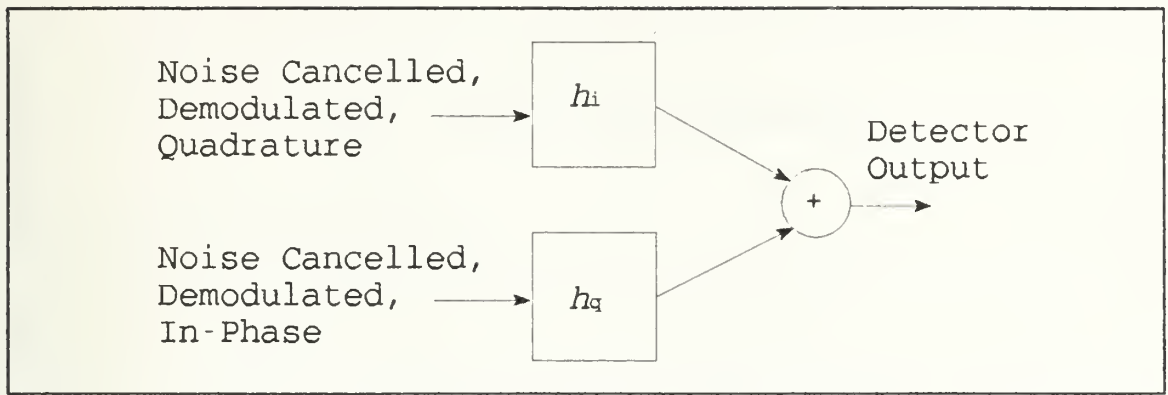 Noise Cancelled,
Demodulated,
Quadrature
hi
Detector
Output
+
Noise Cancelled,
Demodulated,
In-Phase
hq